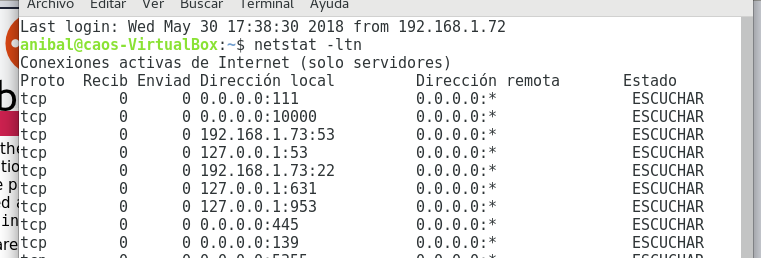 Archivo Editar Ver Buscar Terminal Ayuda
Last login: Wed May 30 17:38:30 2018 from 192.168.1.72
anibal@caos-VirtualBox:~$ netstat -ltn
Conexiones activas de Internet (solo servidores)
Proto  Recib Enviad Dirección local         Dirección remota       Estado
tcp        0      0 0.0.0.0:111             0.0.0.0:*               ESCUCHAR
tcp        0      0 0.0.0.0:10000           0.0.0.0:*               ESCUCHAR
tcp        0      0 192.168.1.73:53         0.0.0.0:*               ESCUCHAR
tcp        0      0 127.0.1:53              0.0.0.0:*               ESCUCHAR
tcp        0      0 192.168.1.73:22         0.0.0.0:*               ESCUCHAR
tcp        0      0 127.0.0.1:631           0.0.0.0:*               ESCUCHAR
tcp        0      0 127.0.0.1:953           0.0.0.0:*               ESCUCHAR
tcp        0      0 0.0.0.0:445             0.0.0.0:*               ESCUCHAR
tcp        0      0 0.0.0.0:139             0.0.0.0:*               ESCUCHAR